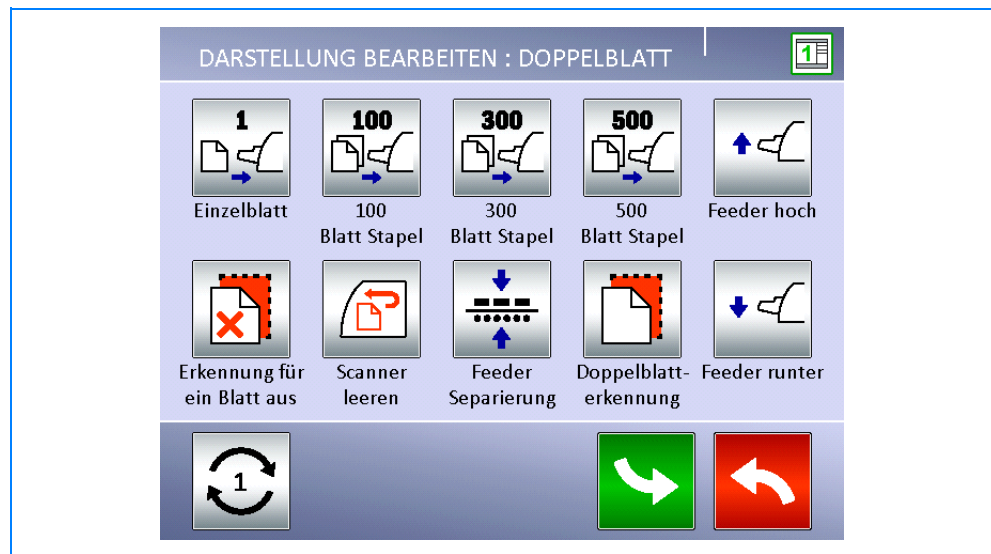 DARSTELLUNG BEARBEITEN : DOPPELBLATT
1
1
100
300
500
Einzelblatt
100
Blatt Stapel
300
Blatt Stapel
500
Blatt Stapel
Feeder hoch
Erkennung für
ein Blatt aus
Scanner
leeren
Feeder
Separierung
Doppelblatt-
erkennung
Feeder runter
1